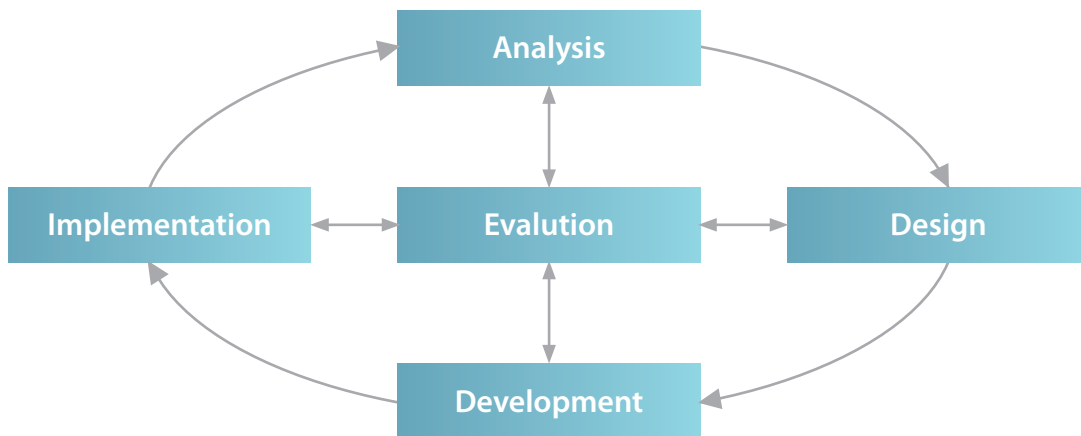 Analysis
Implementation
Evalution
Design
Development